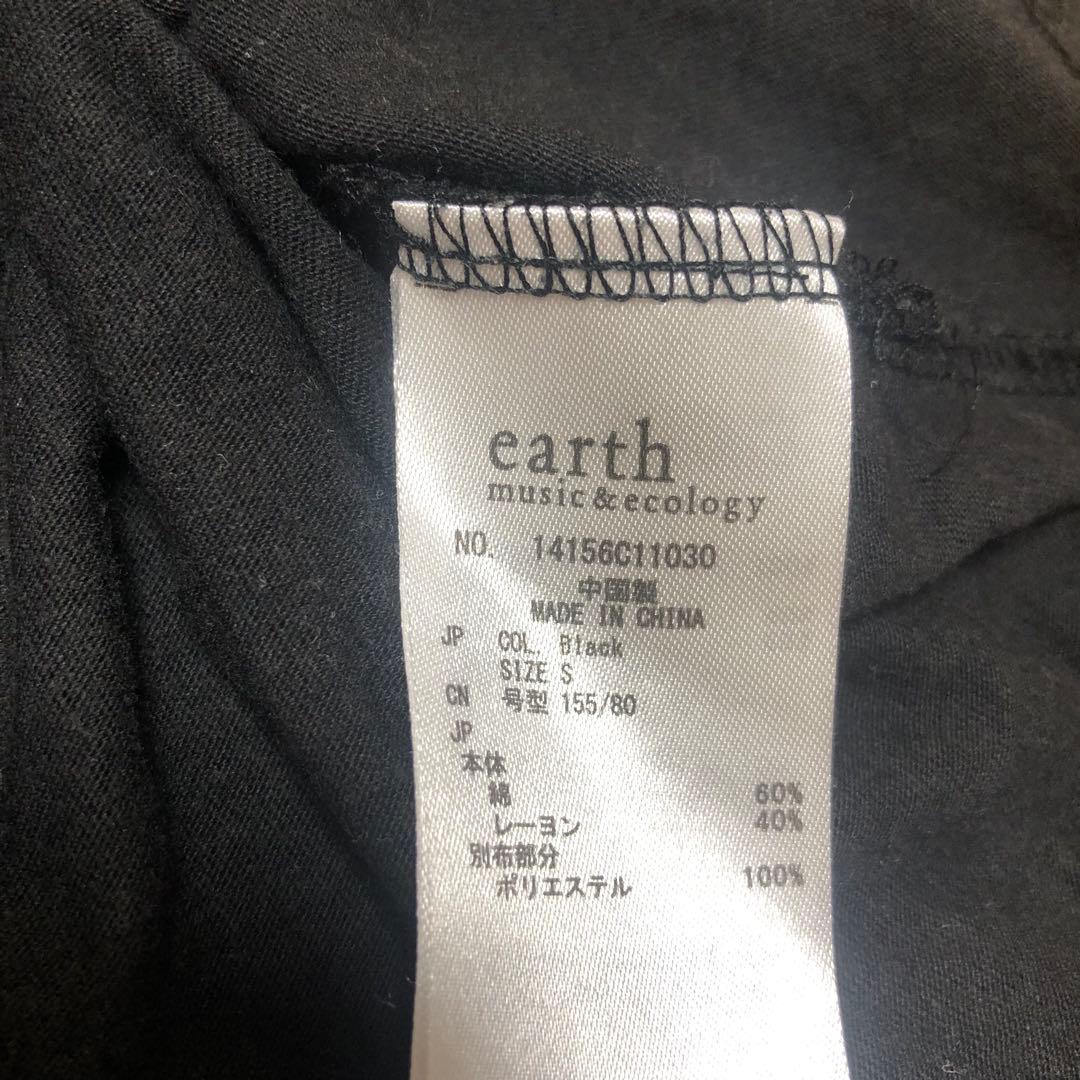 earth
music & ecology
NO. 14156C11030
中国製
MADE IN CHINA
JP COL. Black
SIZE S
CN 号型 155/80
JP
本体
綿 60%
レーヨン 40%
別布部分
ポリエステル 100%